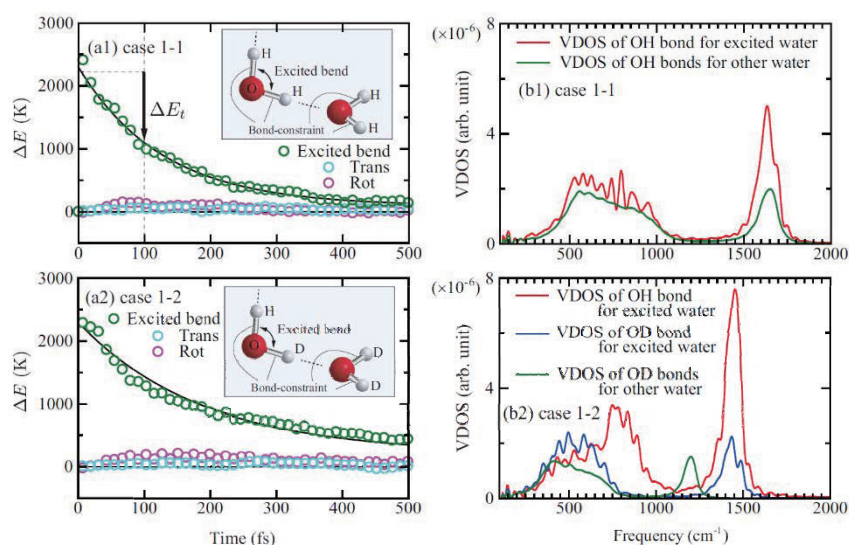 (a1) case 1-1
3000
2000
1000
0
ΔE (K)
ΔE_t
H
Excited bend
O
H
H
H
Bond-constraint
Excited bend
Trans
Rot
0
100
200
300
400
500
(×10⁻⁶)
8
4
0
VDOS (arb. unit)
VDOS of OH bond for excited water
VDOS of OH bonds for other water
(b1) case 1-1
500
1000
1500
2000
(a2) case 1-2
3000
2000
1000
0
ΔE (K)
Excited bend
Trans
Rot
H
Excited bend
O
D
D
D
Bond-constraint
0
100
200
300
400
500
Time (fs)
(×10⁻⁶)
8
4
0
VDOS (arb. unit)
VDOS of OH bond
for excited water
VDOS of OD bond
for excited water
VDOS of OD bonds
for other water
(b2) case 1-2
500
1000
1500
2000
Frequency (cm⁻¹)